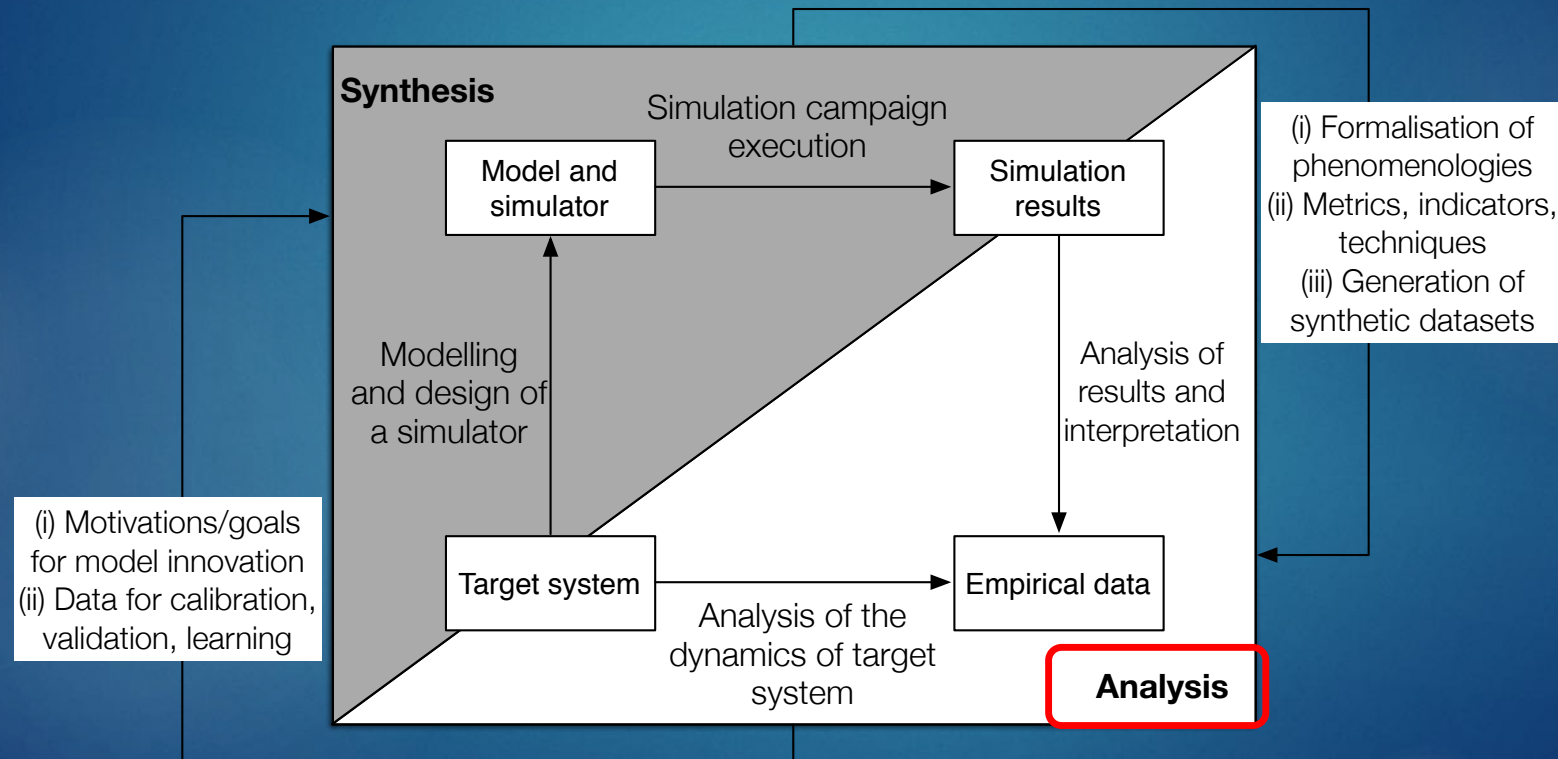 Synthesis
Simulation campaign
execution
Model and
simulator
Simulation
results
(i) Formalisation of
phenomenologies
(ii) Metrics, indicators,
techniques
(iii) Generation of
synthetic datasets
Modelling
and design of
a simulator
Analysis of
results and
interpretation
(i) Motivations/goals
for model innovation
(ii) Data for calibration,
validation, learning
Target system
Empirical data
Analysis of the
dynamics of target
system
Analysis